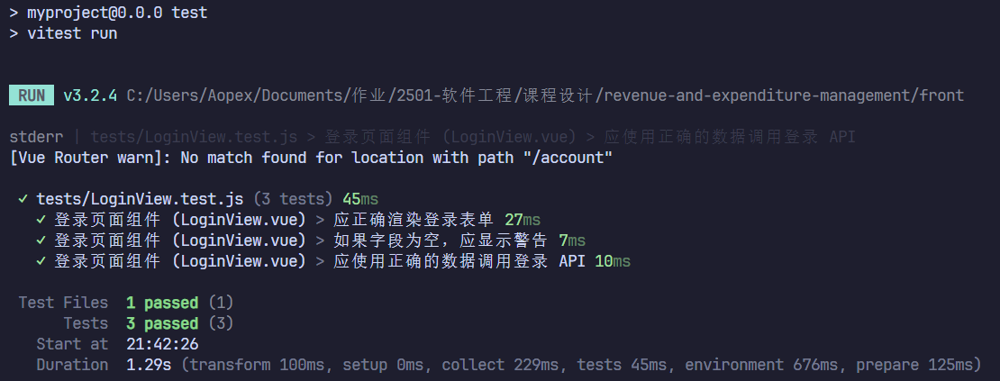 > myproject@0.0.0 test
> vitest run
RUN v3.2.4 C:/Users/Aopex/Documents/作业/2501-软件工程/课程设计/revenue-and-expenditure-management/front
stderr | tests/LoginView.test.js > 登录页面组件 (LoginView.vue) > 应使用正确的数据调用登录 API
[Vue Router warn]: No match found for location with path "/account"
✓ tests/LoginView.test.js (3 tests) 45ms
✓ 登录页面组件 (LoginView.vue) > 应正确渲染登录表单 27ms
✓ 登录页面组件 (LoginView.vue) > 如果字段为空，应显示警告 7ms
✓ 登录页面组件 (LoginView.vue) > 应使用正确的数据调用登录 API 10ms
Test Files 1 passed (1)
Tests 3 passed (3)
Start at 21:42:26
Duration 1.29s (transform 100ms, setup 0ms, collect 229ms, tests 45ms, environment 676ms, prepare 125ms)